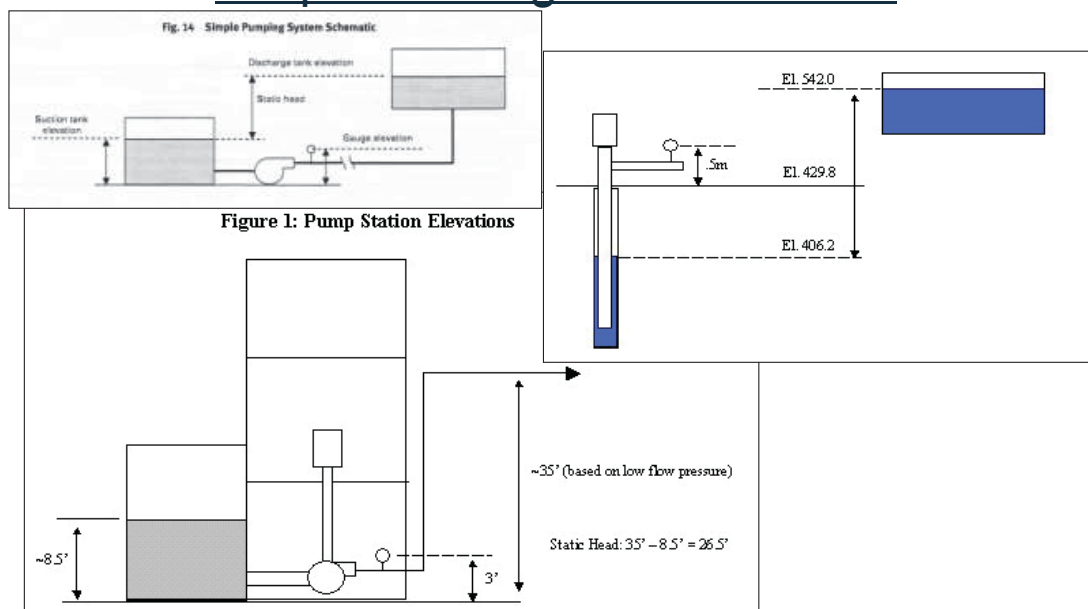 Fig. 14 Simple Pumping System Schematic
Discharge tank elevation
Static head
Suction tank
elevation
Gauge elevation
El. 542.0
.5m
El. 429.8
El. 406.2
Figure 1: Pump Station Elevations
~35' (based on low flow pressure)
Static Head: 35' – 8.5' = 26.5'
~8.5'
3'